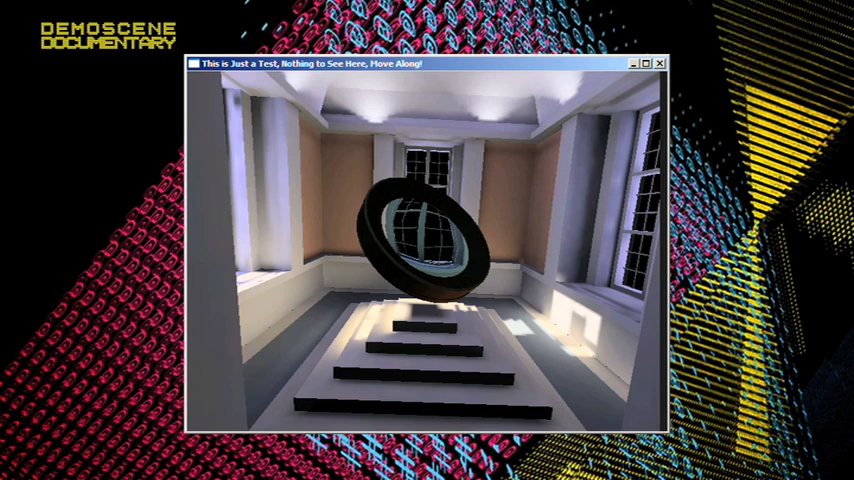 DEMOSCENE
DOCUMENTARY
This is Just a Test, Nothing to See Here, Move Along!